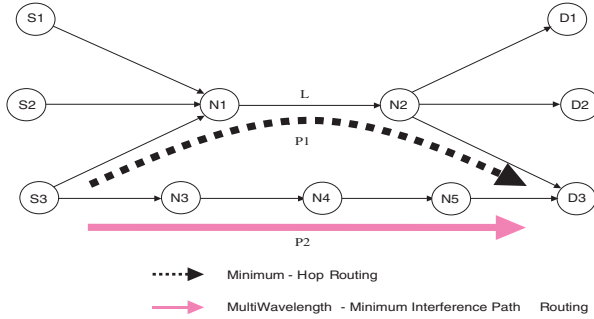 S1
D1
S2
N1
L
N2
D2
P1
S3
N3
N4
N5
D3
P2
Minimum - Hop Routing
MultiWavelength - Minimum Interference Path Routing